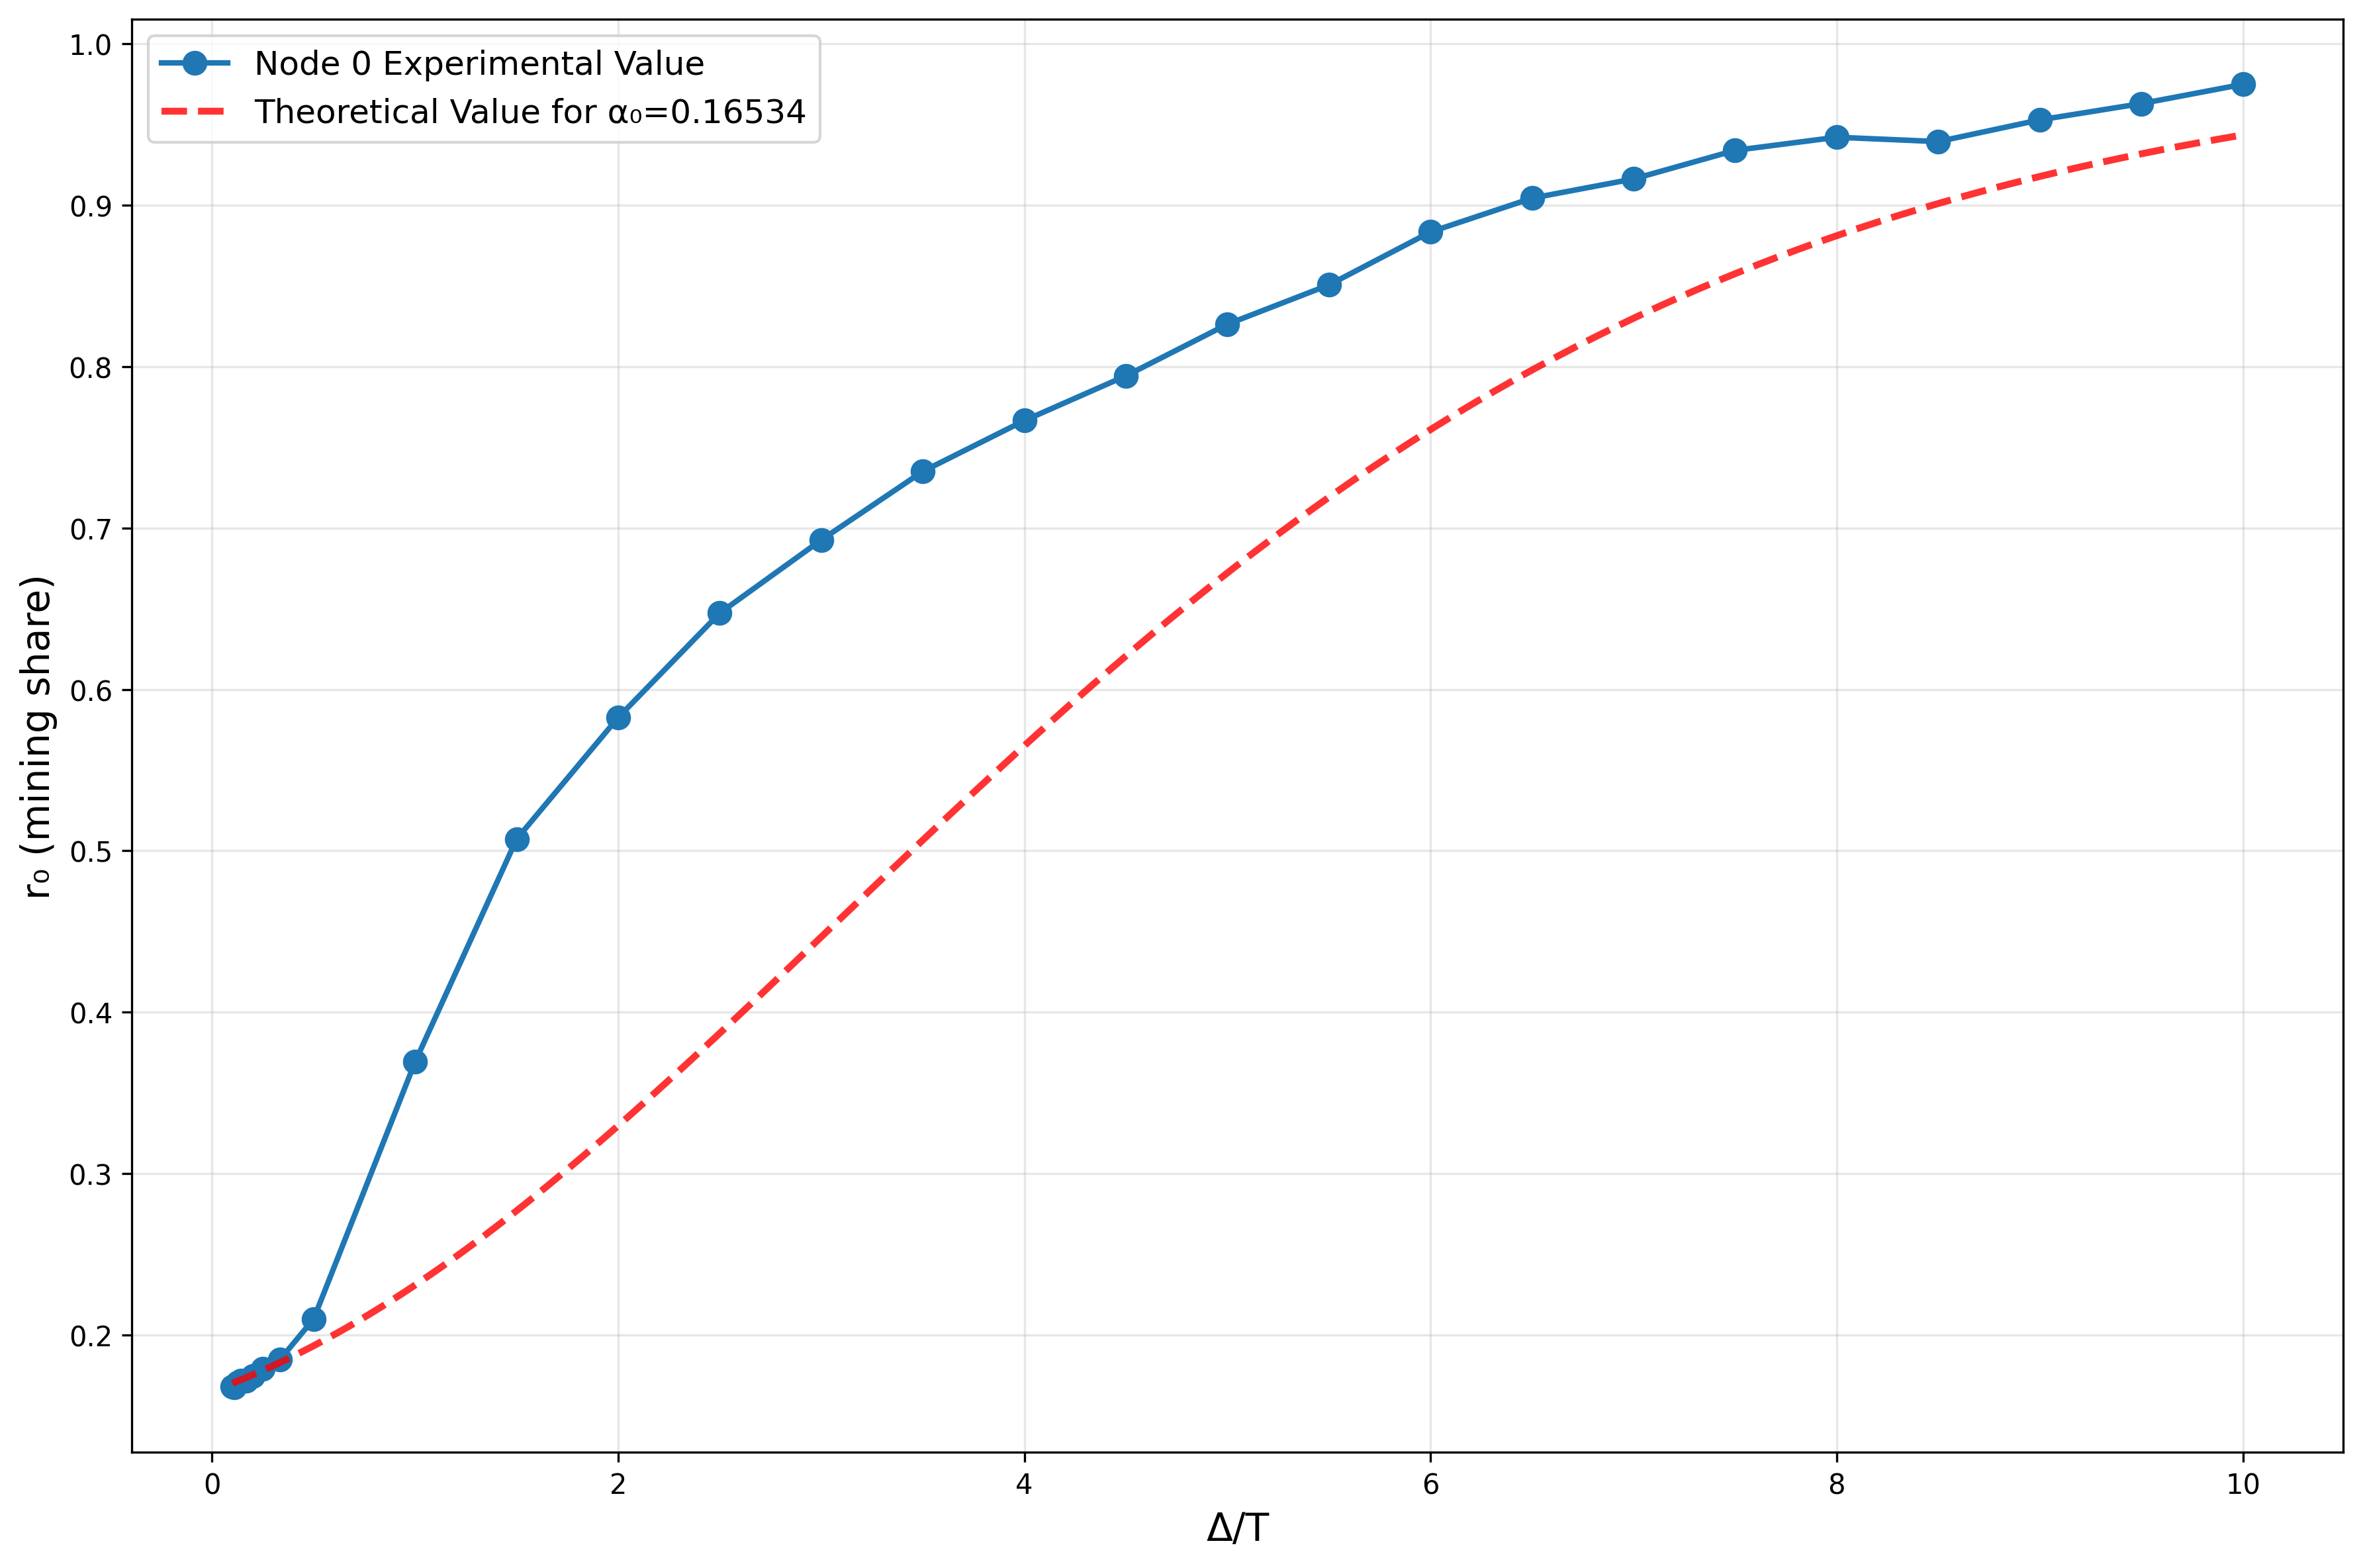 Node 0 Experimental Value
Theoretical Value for α₀=0.16534
1.0
0.9
0.8
0.7
0.6
0.5
0.4
0.3
0.2
r₀ (mining share)
0 2 4 6 8 10
Δ/T